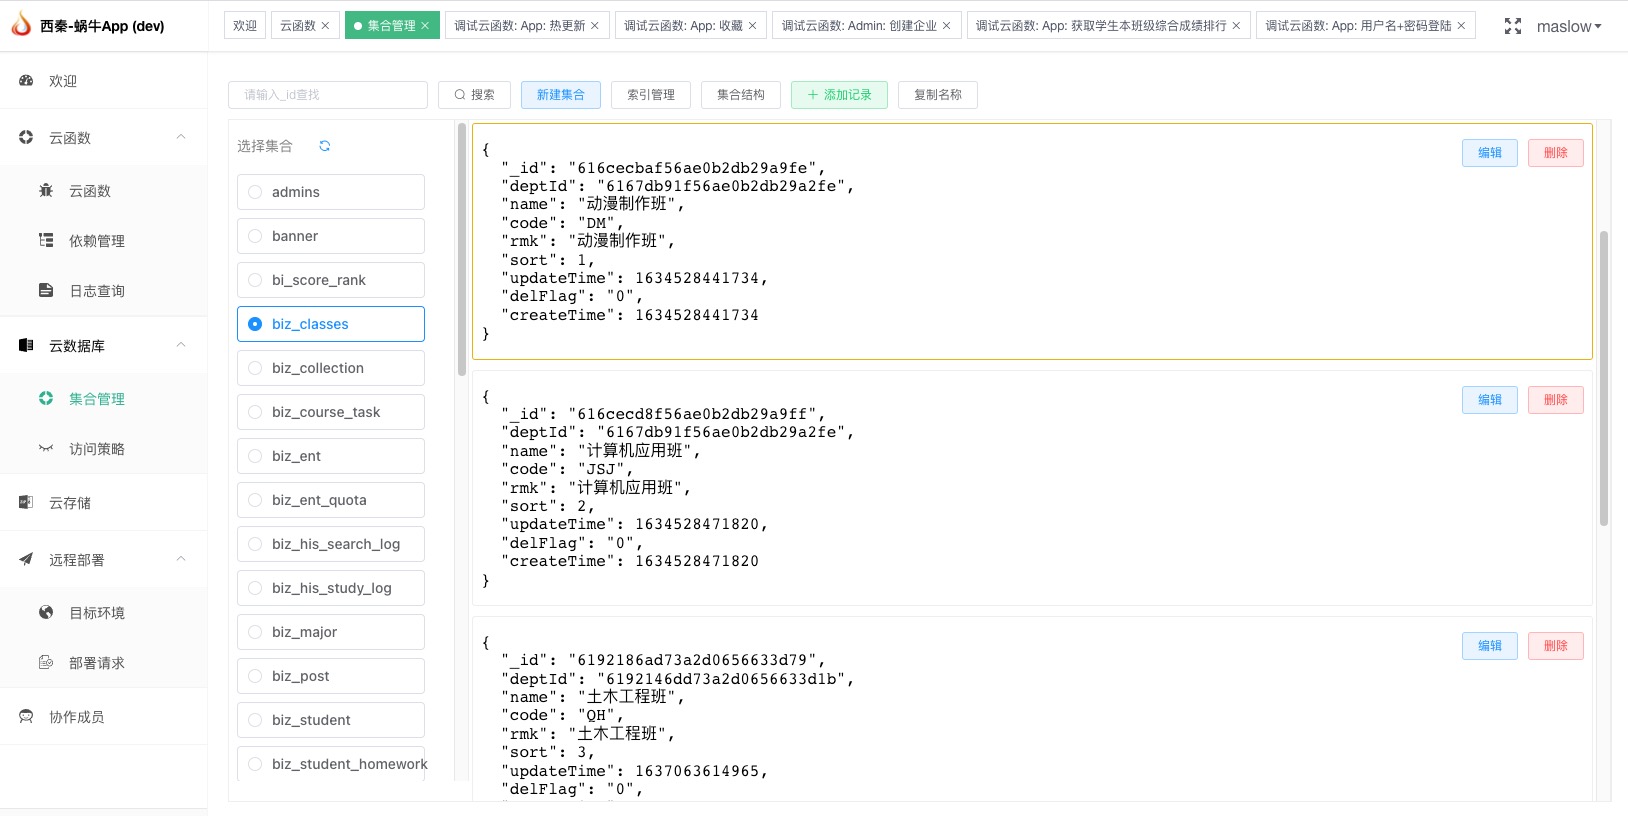 西秦-蜗牛App (dev)
欢迎
云函数
集合管理
调试云函数: App: 热更新
调试云函数: App: 收藏
调试云函数: Admin: 创建企业
调试云函数: App: 获取学生本班级综合成绩排行
调试云函数: App: 用户名+密码登陆
maslow
欢迎
云函数
云函数
依赖管理
日志查询
云数据库
集合管理
访问策略
云存储
远程部署
目标环境
部署请求
协作成员
请输入_id查找
搜索
新建集合
索引管理
集合结构
添加记录
复制名称
选择集合
admins
banner
bi_score_rank
biz_classes
biz_collection
biz_course_task
biz_ent
biz_ent_quota
biz_his_search_log
biz_his_study_log
biz_major
biz_post
biz_student
biz_student_homework
{
"_id": "616cecbaf56ae0b2db29a9fe",
"deptId": "6167db91f56ae0b2db29a2fe",
"name": "动漫制作班",
"code": "DM",
"rmk": "动漫制作班",
"sort": 1,
"updateTime": 1634528441734,
"delFlag": "0",
"createTime": 1634528441734
}
编辑
删除
{
"_id": "616cecd8f56ae0b2db29a9ff",
"deptId": "6167db91f56ae0b2db29a2fe",
"name": "计算机应用班",
"code": "JSJ",
"rmk": "计算机应用班",
"sort": 2,
"updateTime": 1634528471820,
"delFlag": "0",
"createTime": 1634528471820
}
编辑
删除
{
"_id": "6192186ad73a2d0656633d79",
"deptId": "6192146dd73a2d0656633d1b",
"name": "土木工程班",
"code": "QH",
"rmk": "土木工程班",
"sort": 3,
"updateTime": 1637063614965,
"delFlag": "0",
编辑
删除